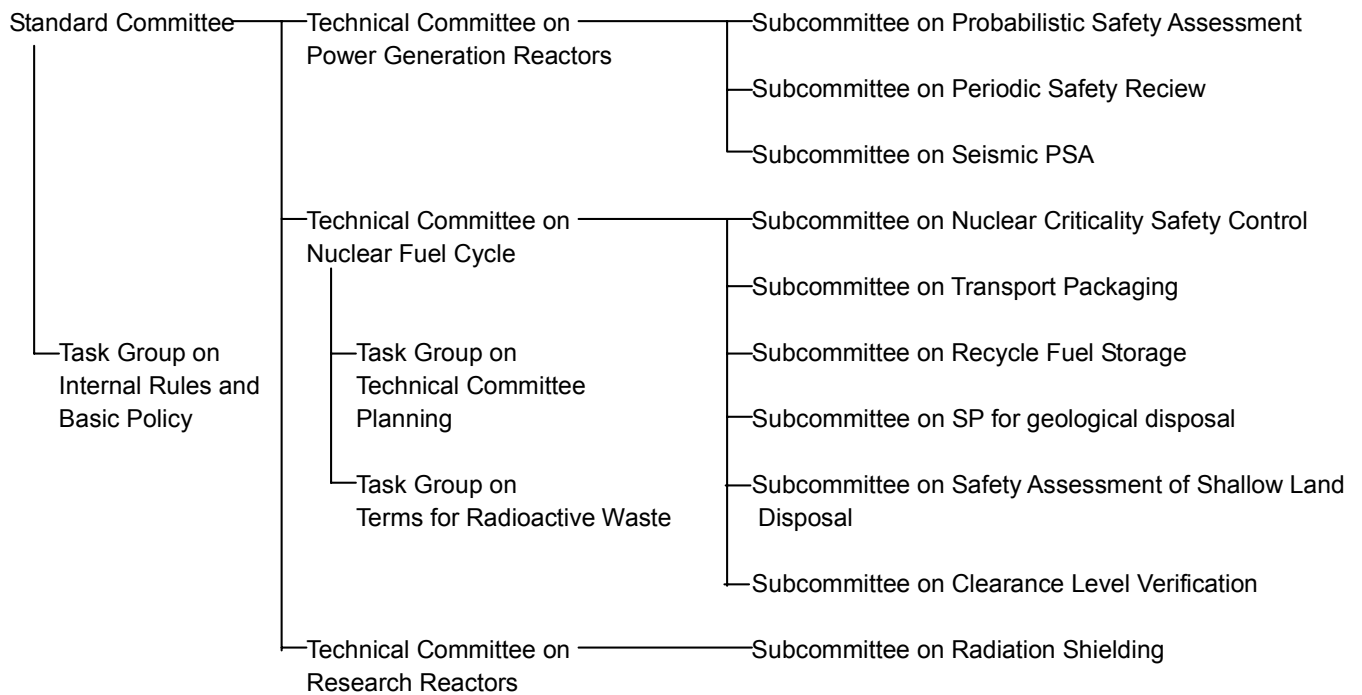 Standard Committee
Technical Committee on
Power Generation Reactors
Subcommittee on Probabilistic Safety Assessment
Subcommittee on Periodic Safety Reciew
Subcommittee on Seismic PSA
Technical Committee on
Nuclear Fuel Cycle
Subcommittee on Nuclear Criticality Safety Control
Subcommittee on Transport Packaging
Task Group on
Internal Rules and
Basic Policy
Task Group on
Technical Committee
Planning
Subcommittee on Recycle Fuel Storage
Subcommittee on SP for geological disposal
Task Group on
Terms for Radioactive Waste
Subcommittee on Safety Assessment of Shallow Land
Disposal
Subcommittee on Clearance Level Verification
Technical Committee on
Research Reactors
Subcommittee on Radiation Shielding